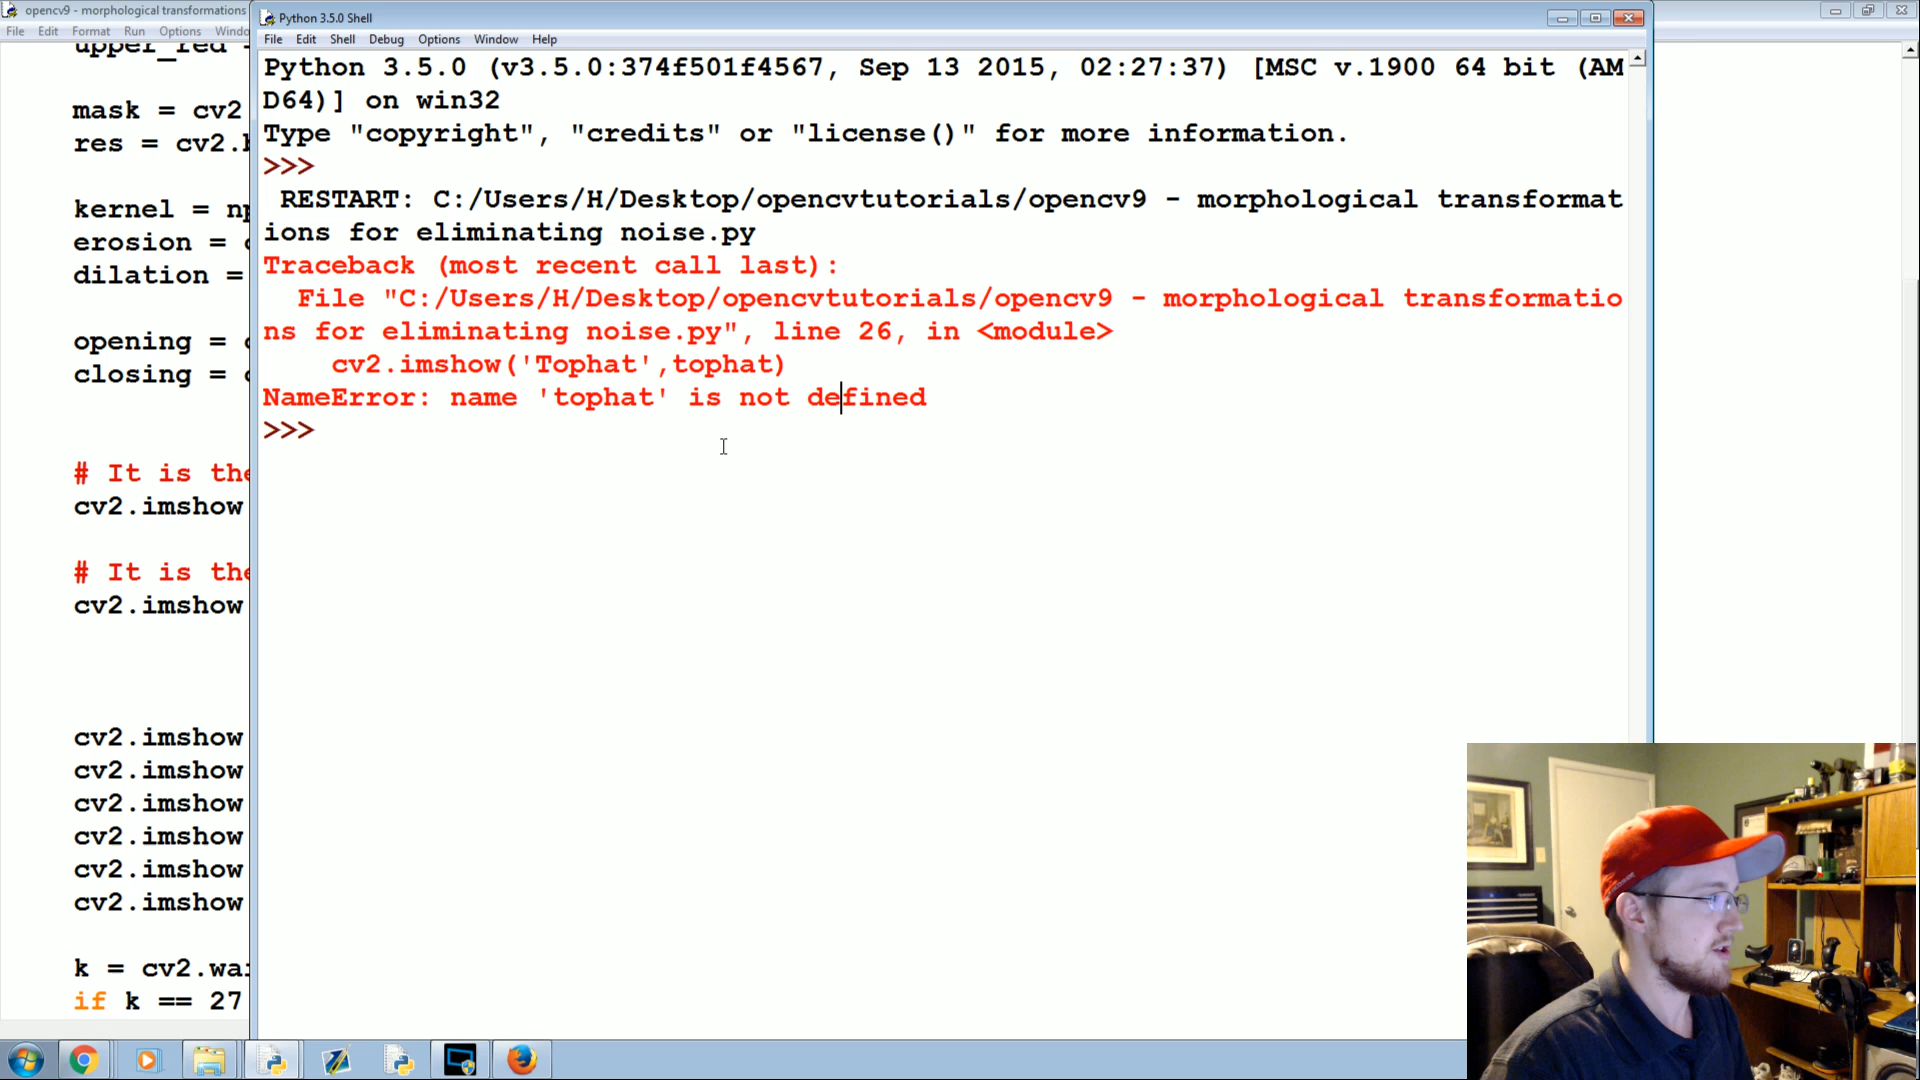 opencv9 - morphological transformations
File Edit Format Run Options Windo
upper_red
mask = cv2
res = cv2.
kernel = np
erosion =
dilation =
opening =
closing =
# It is the
cv2.imshow
# It is the
cv2.imshow
cv2.imshow
cv2.imshow
cv2.imshow
cv2.imshow
cv2.imshow
cv2.imshow
k = cv2.wai
if k == 27
Python 3.5.0 Shell
File Edit Shell Debug Options Window Help
Python 3.5.0 (v3.5.0:374f501f4567, Sep 13 2015, 02:27:37) [MSC v.1900 64 bit (AM
D64)] on win32
Type "copyright", "credits" or "license()" for more information.
>>>
RESTART: C:/Users/H/Desktop/opencvtutorials/opencv9 - morphological transformat
ions for eliminating noise.py
Traceback (most recent call last):
File "C:/Users/H/Desktop/opencvtutorials/opencv9 - morphological transformatio
ns for eliminating noise.py", line 26, in <module>
cv2.imshow('Tophat',tophat)
NameError: name 'tophat' is not defined
>>>